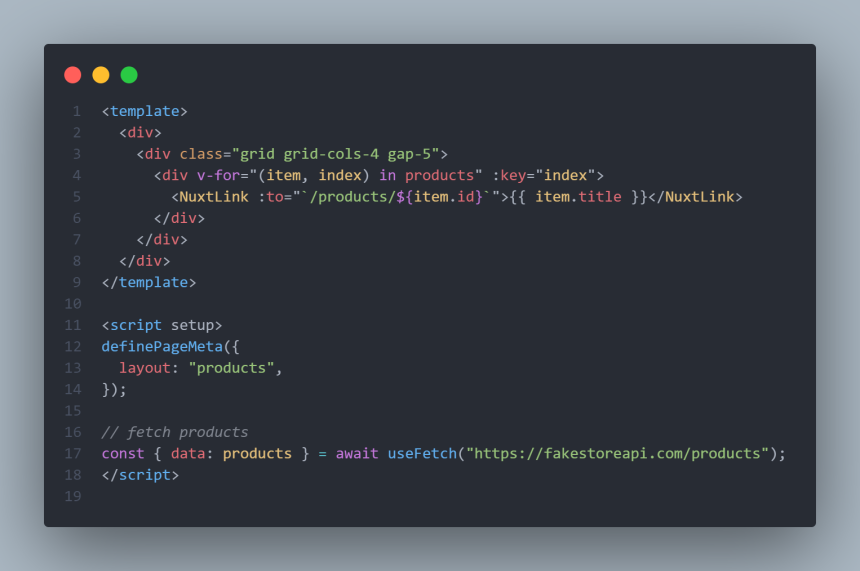 1 <template>
2   <div>
3     <div class="grid grid-cols-4 gap-5">
4       <div v-for="(item, index) in products" :key="index">
5         <NuxtLink :to="`/products/${item.id}`">{{ item.title }}</NuxtLink>
6       </div>
7     </div>
8   </div>
9 </template>
10
11 <script setup>
12 definePageMeta({
13   layout: "products",
14 });
15
16 // fetch products
17 const { data: products } = await useFetch("https://fakestoreapi.com/products");
18 </script>
19